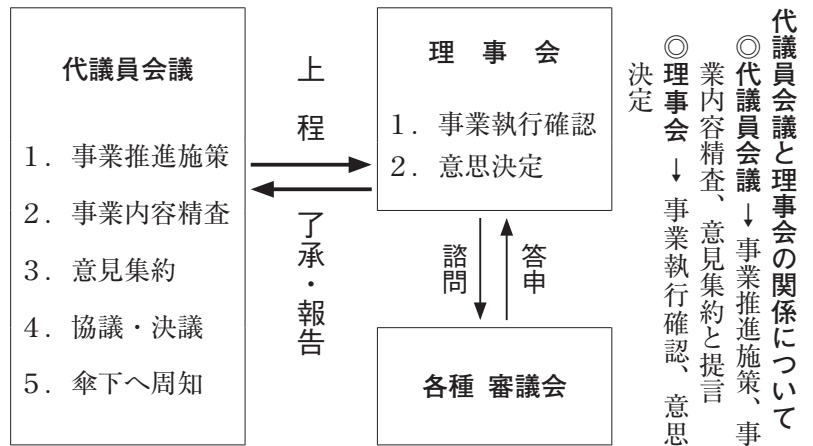 代議員会議と理事会の関係について
◎代議員会議 → 事業推進施策、事
業内容精査、意見集約と提言
◎理事会 → 事業執行確認、意思
決定
代議員会議
1. 事業推進施策
2. 事業内容精査
3. 意見集約
4. 協議・決議
5. 傘下へ周知
上程
了承・報告
理事会
1. 事業執行確認
2. 意思決定
諮問
答申
各種 審議会